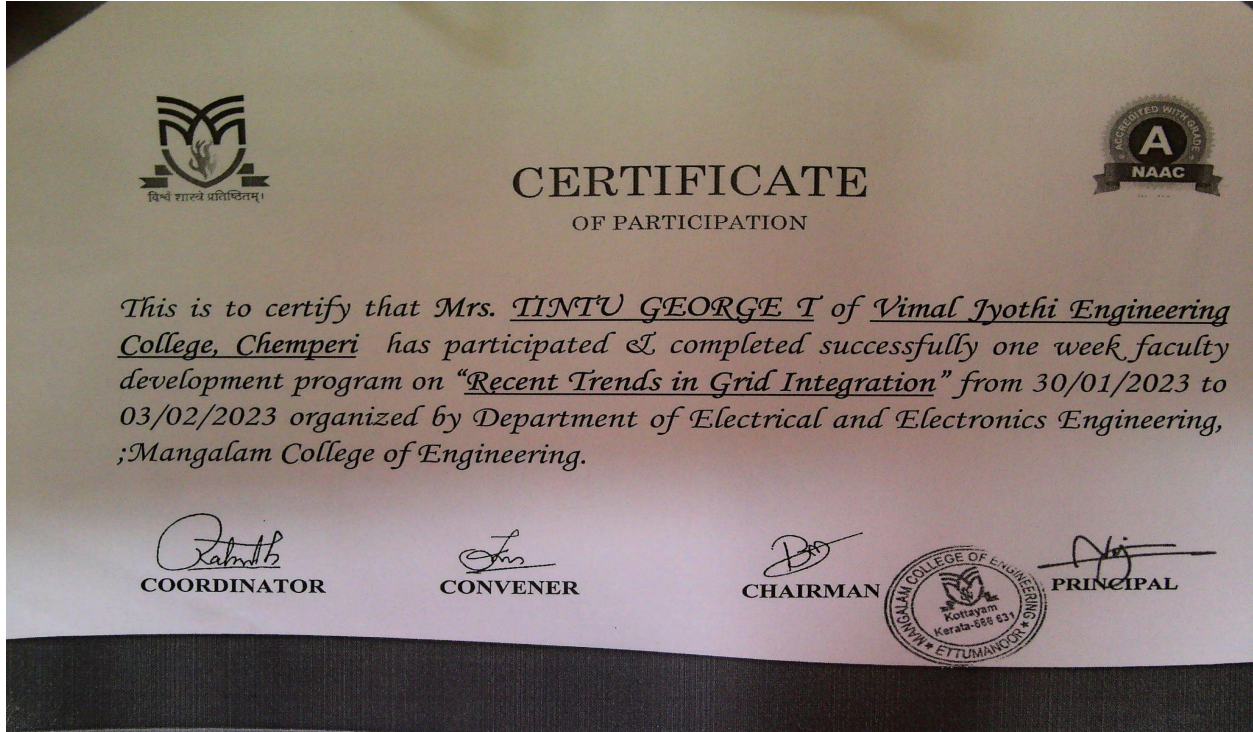 विश्वं शास्त्रे प्रतिष्ठितम्।
ACCREDITED WITH GRADE
A
NAAC
CERTIFICATE
OF PARTICIPATION
This is to certify that Mrs. TINTU GEORGE T of Vimal Jyothi Engineering
College, Chemperi has participated & completed successfully one week faculty
development program on “Recent Trends in Grid Integration” from 30/01/2023 to
03/02/2023 organized by Department of Electrical and Electronics Engineering,
;Mangalam College of Engineering.
COORDINATOR
CONVENER
CHAIRMAN
PRINCIPAL
MANGALAM COLLEGE OF ENGINEERING
Kottayam
Kerala-686 631
★ ETTUMANOOR ★